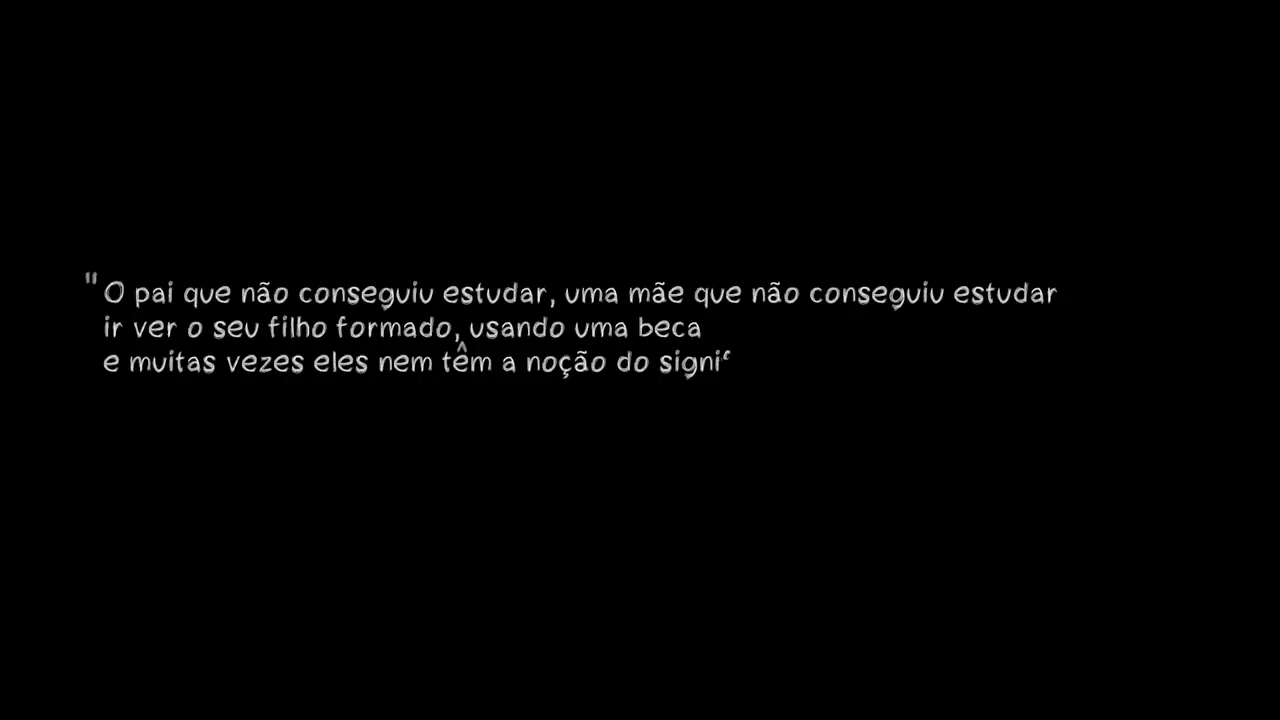 "O pai que não conseguiu estudar, uma mãe que não conseguiu estudar
ir ver o seu filho formado, usando uma beca
e muitas vezes eles nem têm a noção do